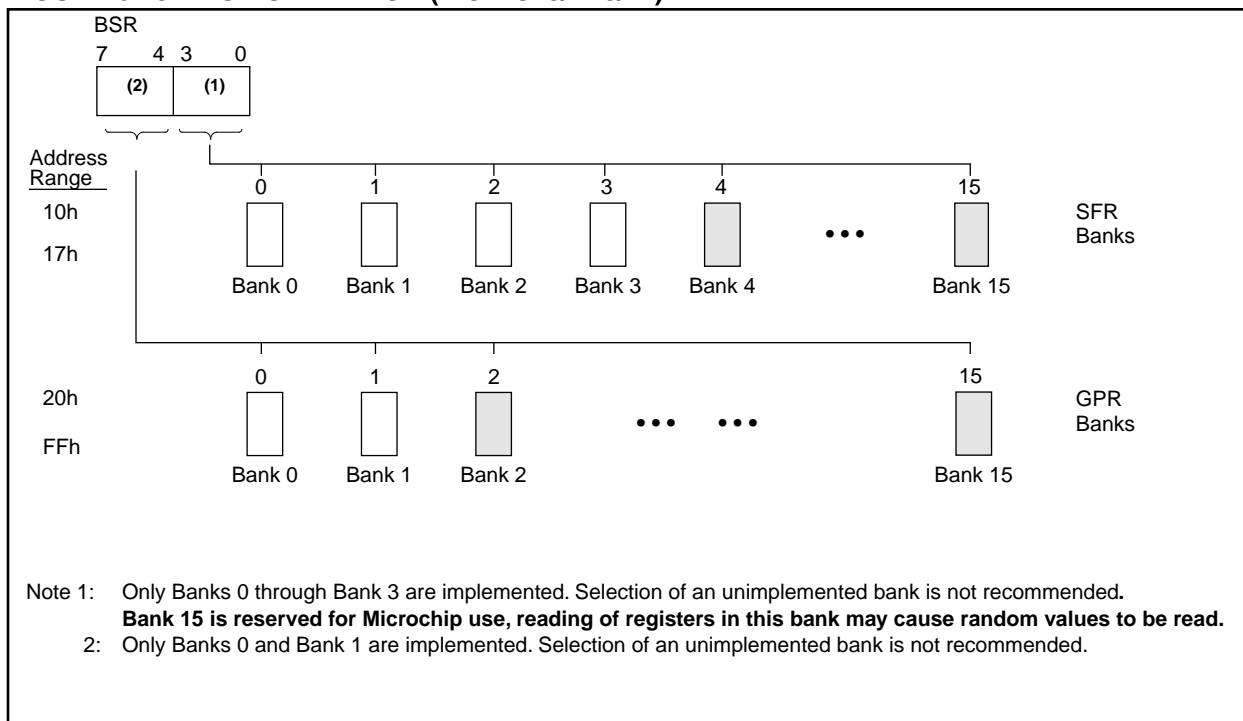 BSR
7 4 3 0
(2) (1)
Address
Range
0 1 2 3 4 15
10h
17h
SFR
Banks
•••
Bank 0 Bank 1 Bank 2 Bank 3 Bank 4 Bank 15
0 1 2 15
20h
FFh
GPR
Banks
••• •••
Bank 0 Bank 1 Bank 2 Bank 15
Note 1: Only Banks 0 through Bank 3 are implemented. Selection of an unimplemented bank is not recommended.
Bank 15 is reserved for Microchip use, reading of registers in this bank may cause random values to be read.
2: Only Banks 0 and Bank 1 are implemented. Selection of an unimplemented bank is not recommended.